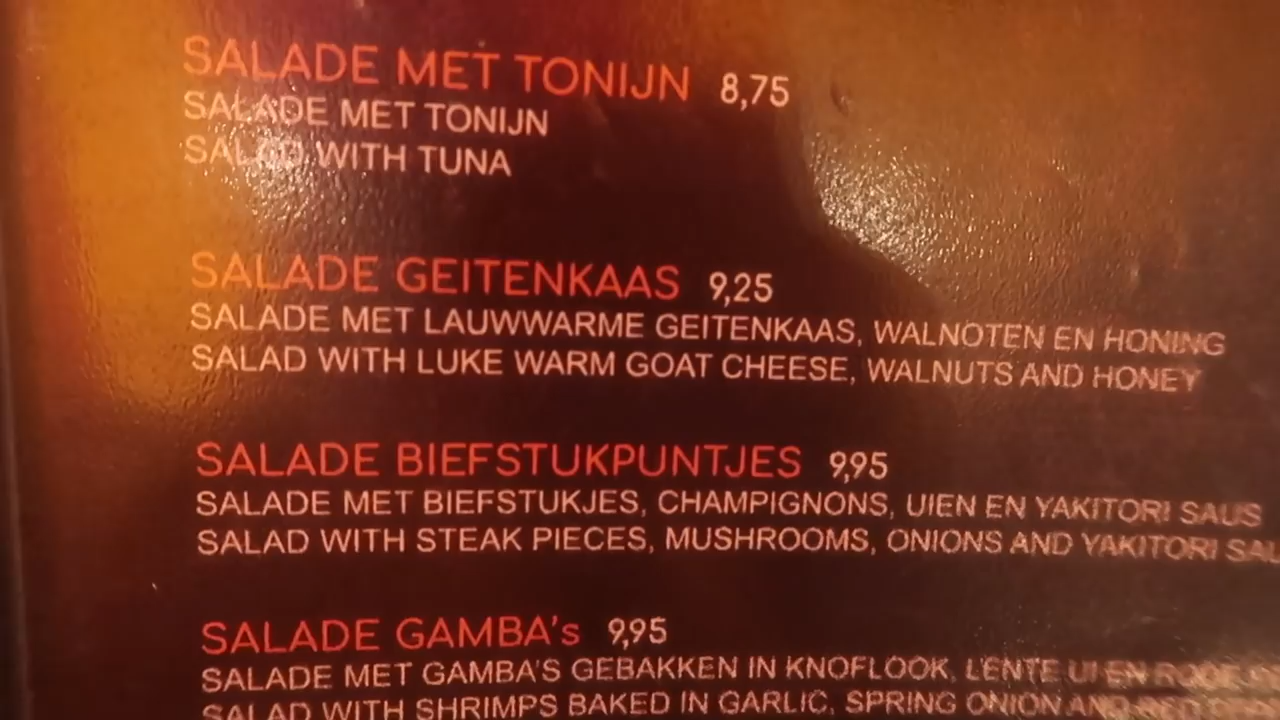 SALADE MET TONIJN 8,75
SALADE MET TONIJN
SALAD WITH TUNA
SALADE GEITENKAAS 9,25
SALADE MET LAUWWARME GEITENKAAS, WALNOTEN EN HONING
SALAD WITH LUKE WARM GOAT CHEESE, WALNUTS AND HONEY
SALADE BIEFSTUKPUNTJES 9,95
SALADE MET BIEFSTUKJES, CHAMPIGNONS, UIEN EN YAKITORI SAUS
SALAD WITH STEAK PIECES, MUSHROOMS, ONIONS AND YAKITORI
SALADE GAMBA's 9,95
SALADE MET GAMBA'S GEBAKKEN IN KNOFLOOK, LENTE UI EN
SALAD WITH SHRIMPS BAKED IN GARLIC, SPRING ONION AND